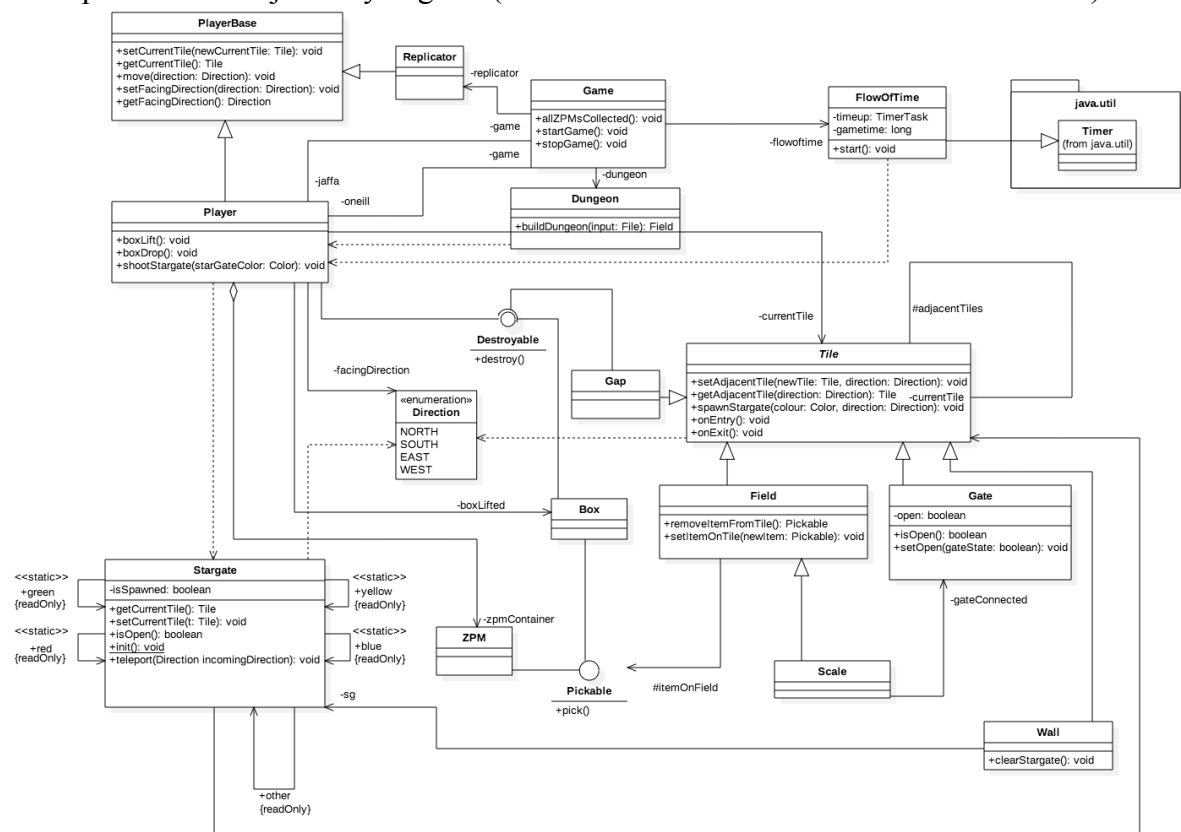 PlayerBase
+setCurrentTile(newCurrentTile: Tile): void
+getCurrentTile(): Tile
+move(direction: Direction): void
+setFacingDirection(direction: Direction): void
+getFacingDirection(): Direction
Replicator
-replicator
Game
+allZPMsCollected(): void
+startGame(): void
+stopGame(): void
-game
-game
-jaffa
-oneill
-flowoftime
FlowOfTime
-timeup: TimerTask
-gametime: long
+start(): void
java.util
Timer
(from java.util)
-dungeon
Dungeon
+buildDungeon(input: File): Field
Player
+boxLift(): void
+boxDrop(): void
+shootStargate(starGateColor: Color): void
-currentTile
#adjacentTiles
Destroyable
+destroy()
Gap
Tile
+setAdjacentTile(newTile: Tile, direction: Direction): void
+getAdjacentTile(direction: Direction): Tile
-currentTile
+spawnStargate(colour: Color, direction: Direction): void
+onEntry(): void
+onExit(): void
-facingDirection
«enumeration»
Direction
NORTH
SOUTH
EAST
WEST
-boxLifted
Box
Field
+removeItemFromTile(): Pickable
+setItemOnTile(newItem: Pickable): void
Gate
-open: boolean
+isOpen(): boolean
+setOpen(gateState: boolean): void
-gateConnected
Stargate
-isSpawned: boolean
+getCurrentTile(): Tile
+setCurrentTile(t: Tile): void
+isOpen(): boolean
+init(): void
+teleport(Direction incomingDirection): void
<<static>>
+green
{readOnly}
<<static>>
+red
{readOnly}
<<static>>
+yellow
{readOnly}
<<static>>
+blue
{readOnly}
-zpmContainer
ZPM
Pickable
+pick()
#itemOnField
Scale
-sg
Wall
+clearStargate(): void
+other
{readOnly}